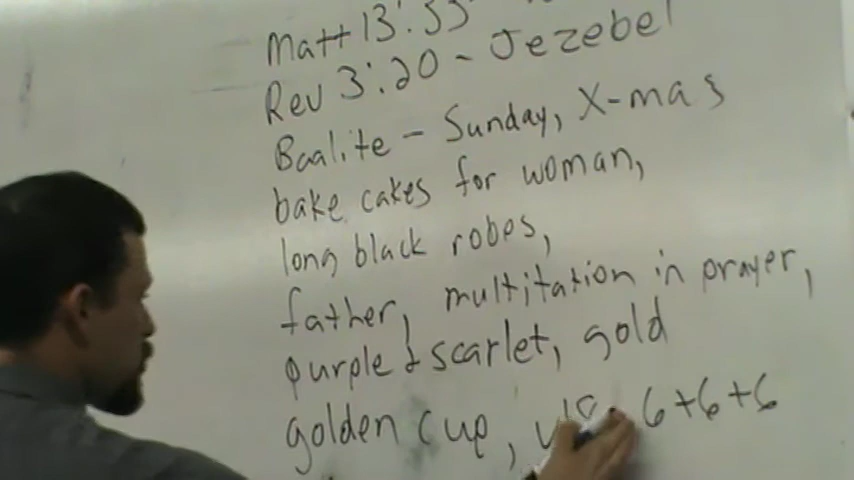 Matt 13:33
Rev 3:20 - Jezebel
Baalite - Sunday, X-mas
bake cakes for woman,
long black robes,
father, multitation in prayer,
purple & scarlet, gold
golden cup, 6+6+6